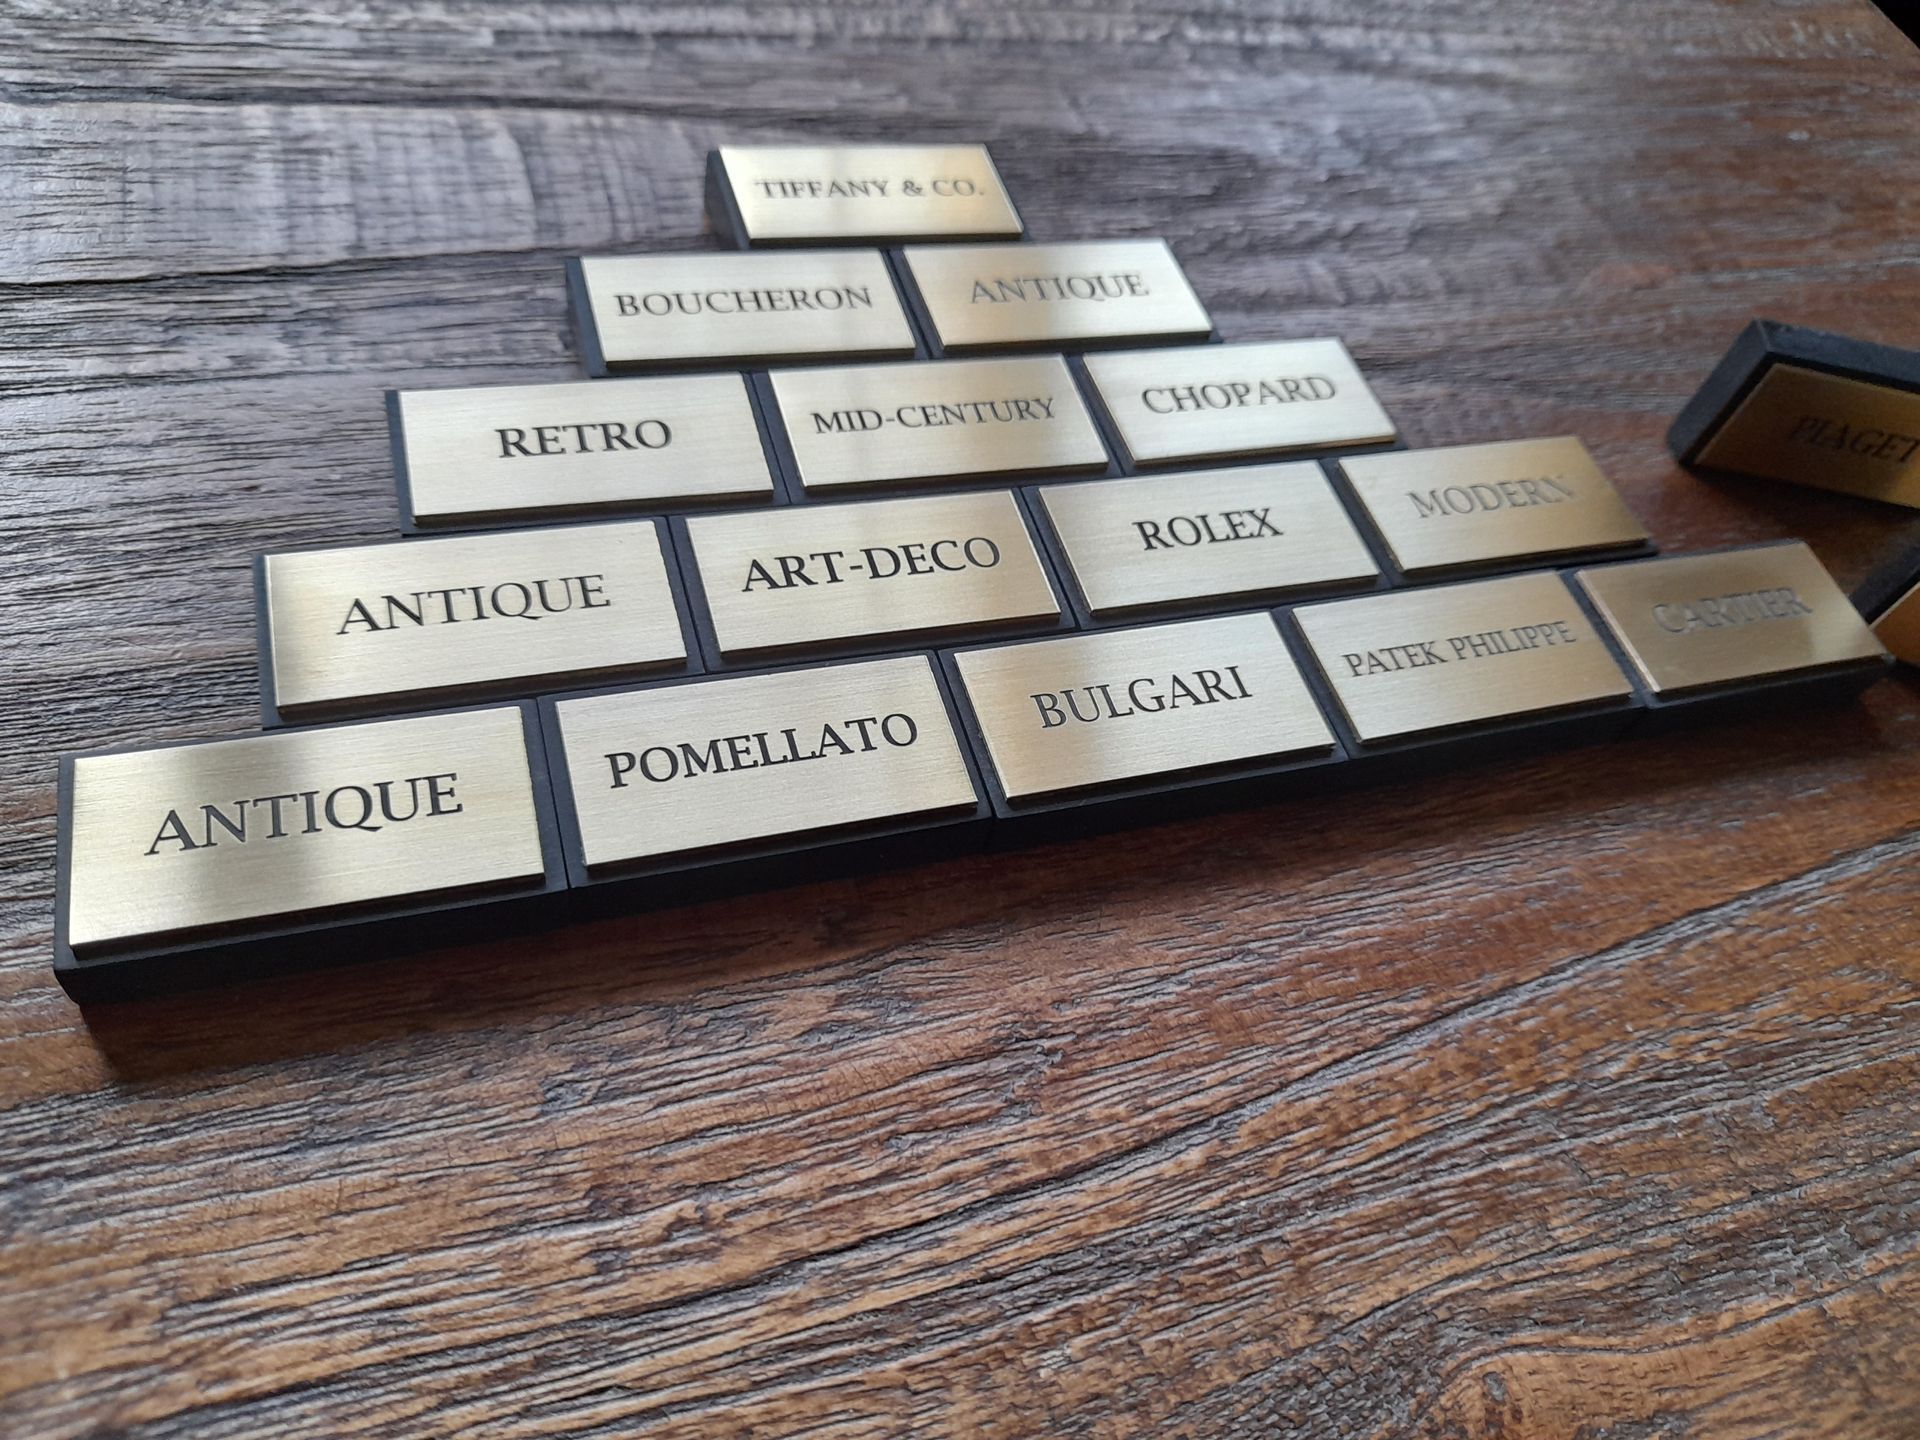 TIFFANY & CO.
BOUCHERON
ANTIQUE
RETRO
MID-CENTURY
CHOPARD
ANTIQUE
ART-DECO
ROLEX
MODERN
ANTIQUE
POMELLATO
BULGARI
PATEK PHILIPPE
CARTIER
PIAGET